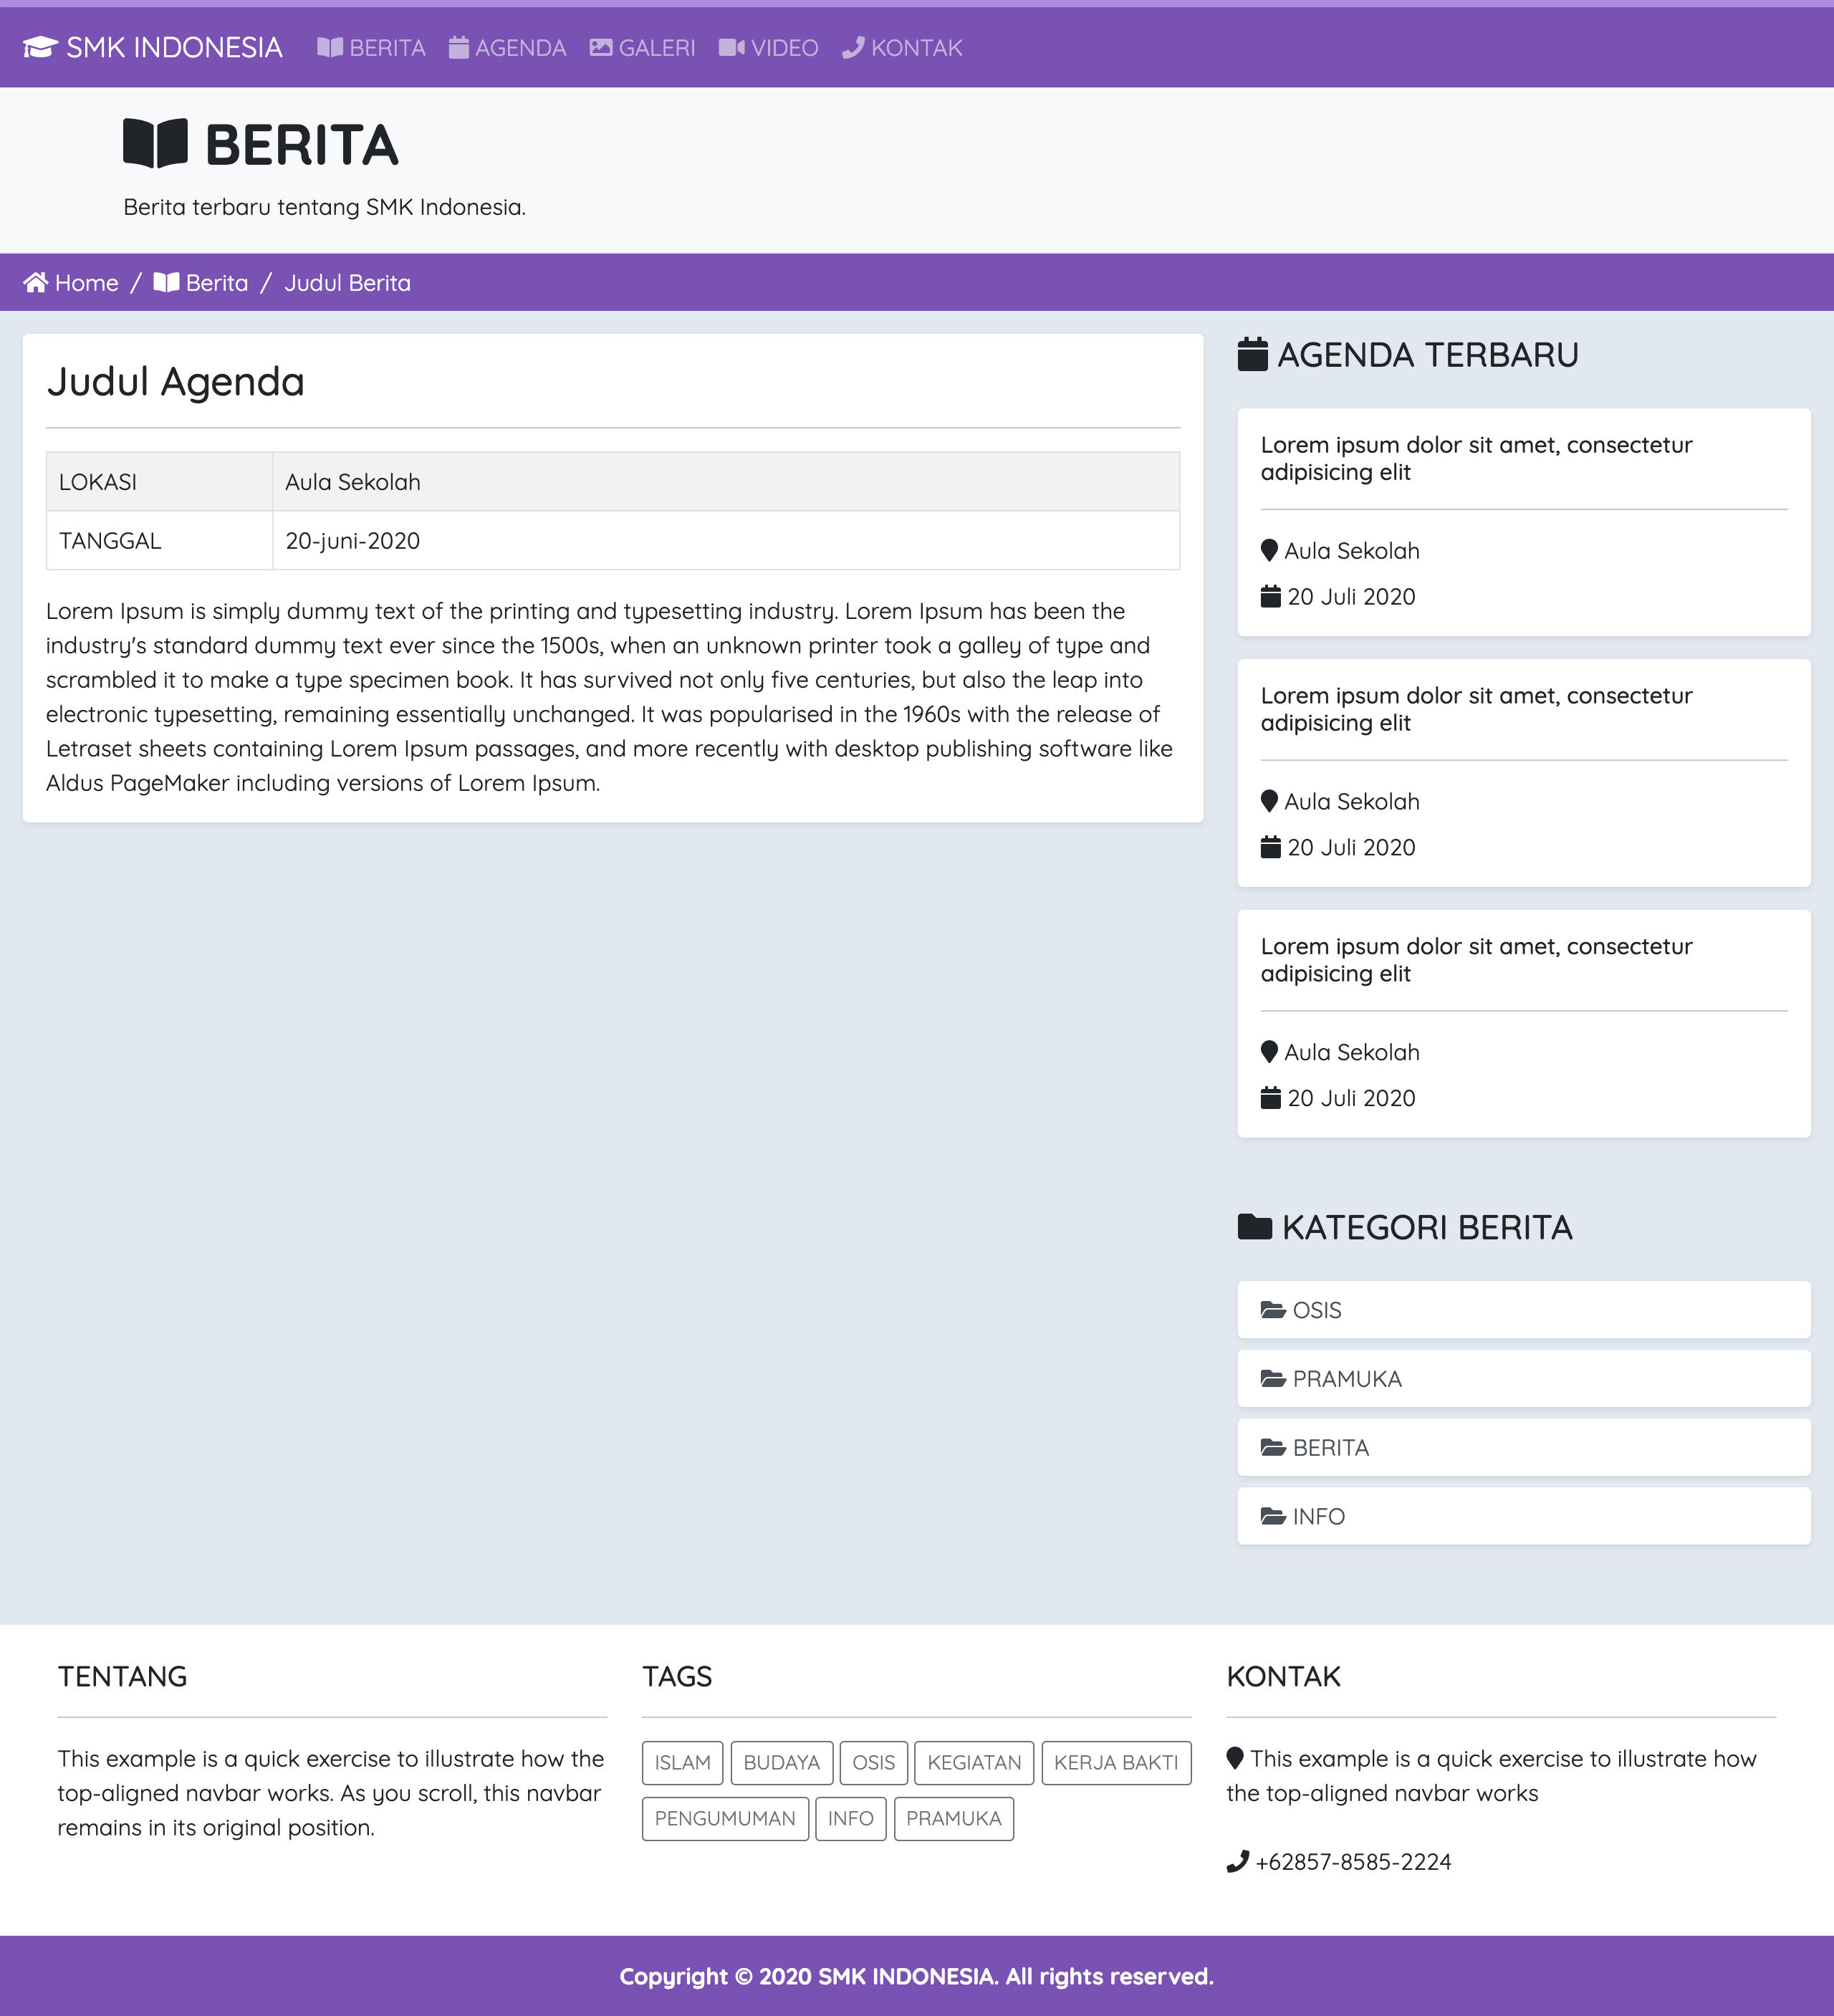 SMK INDONESIA BERITA AGENDA GALERI VIDEO KONTAK
BERITA
Berita terbaru tentang SMK Indonesia.
Home / Berita / Judul Berita
Judul Agenda
LOKASI Aula Sekolah
TANGGAL 20-juni-2020
Lorem Ipsum is simply dummy text of the printing and typesetting industry. Lorem Ipsum has been the
industry's standard dummy text ever since the 1500s, when an unknown printer took a galley of type and
scrambled it to make a type specimen book. It has survived not only five centuries, but also the leap into
electronic typesetting, remaining essentially unchanged. It was popularised in the 1960s with the release of
Letraset sheets containing Lorem Ipsum passages, and more recently with desktop publishing software like
Aldus PageMaker including versions of Lorem Ipsum.
AGENDA TERBARU
Lorem ipsum dolor sit amet, consectetur
adipisicing elit
Aula Sekolah
20 Juli 2020
Lorem ipsum dolor sit amet, consectetur
adipisicing elit
Aula Sekolah
20 Juli 2020
Lorem ipsum dolor sit amet, consectetur
adipisicing elit
Aula Sekolah
20 Juli 2020
KATEGORI BERITA
OSIS
PRAMUKA
BERITA
INFO
TENTANG
This example is a quick exercise to illustrate how the
top-aligned navbar works. As you scroll, this navbar
remains in its original position.
TAGS
ISLAM BUDAYA OSIS KEGIATAN KERJA BAKTI
PENGUMUMAN INFO PRAMUKA
KONTAK
This example is a quick exercise to illustrate how
the top-aligned navbar works
+62857-8585-2224
Copyright © 2020 SMK INDONESIA. All rights reserved.